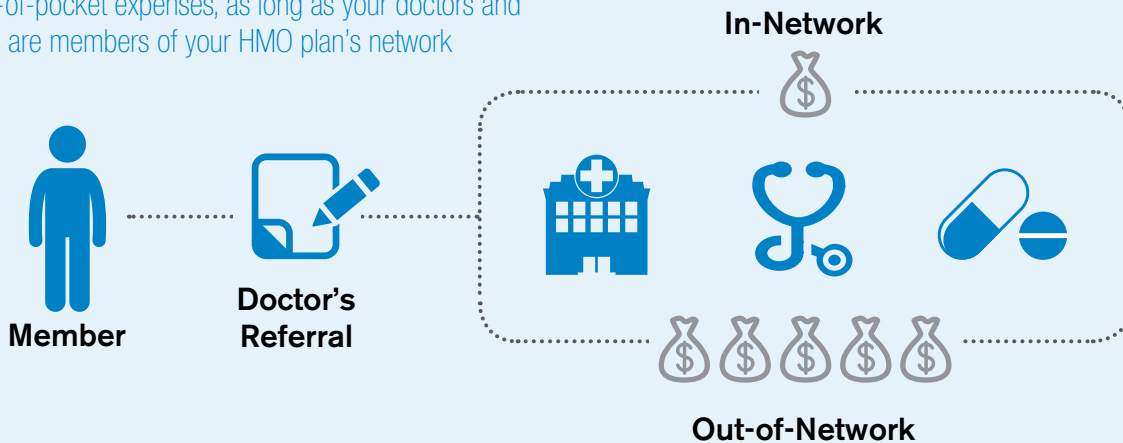 -of-pocket expenses, as long as your doctors and
are members of your HMO plan's network
In-Network
$
Doctor's
Referral
Member
$ $ $ $ $
Out-of-Network